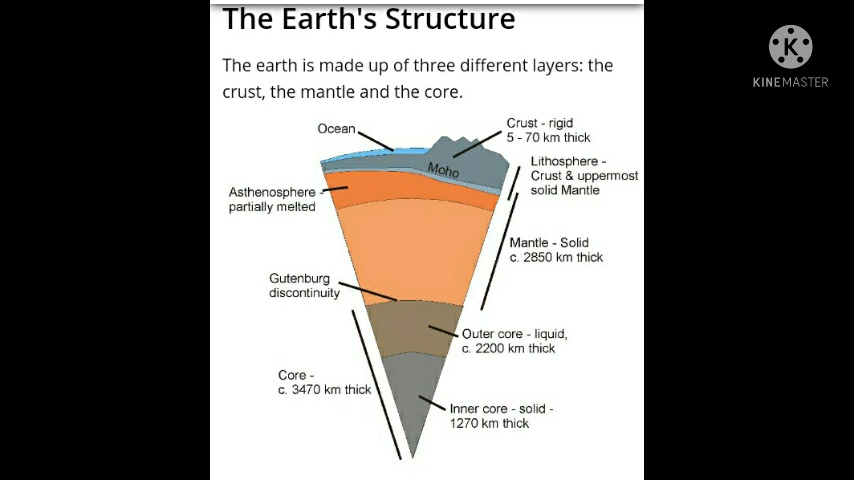 The Earth's Structure
The earth is made up of three different layers: the
crust, the mantle and the core.
K
KINEMASTER
Ocean
Crust - rigid
5 - 70 km thick
Moho
Lithosphere -
Crust & uppermost
solid Mantle
Asthenosphere -
partially melted
Mantle - Solid
c. 2850 km thick
Gutenburg
discontinuity
Outer core - liquid,
c. 2200 km thick
Core -
c. 3470 km thick
Inner core - solid -
1270 km thick